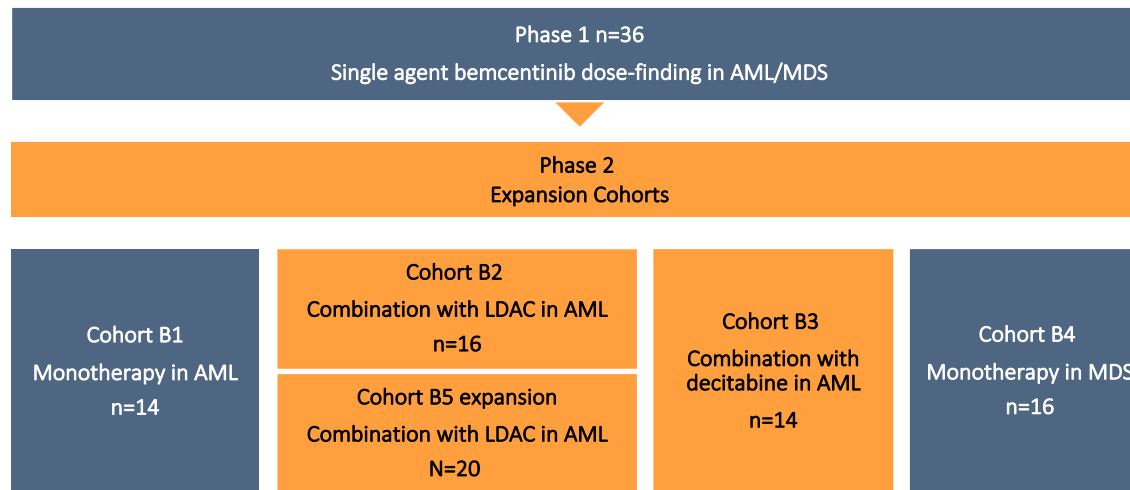 Phase 1 n=36
Single agent bemcentinib dose-finding in AML/MDS
Phase 2
Expansion Cohorts
Cohort B1
Monotherapy in AML
n=14
Cohort B2
Combination with LDAC in AML
n=16
Cohort B5 expansion
Combination with LDAC in AML
N=20
Cohort B3
Combination with
decitabine in AML
n=14
Cohort B4
Monotherapy in MDS
n=16